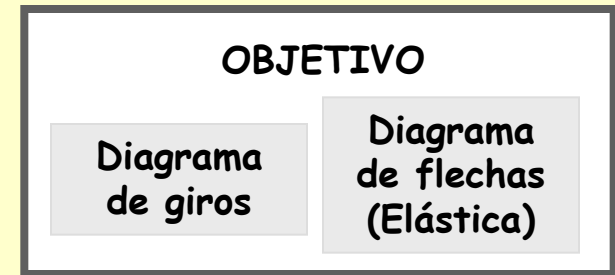 OBJETIVO
Diagrama
de giros
Diagrama
de flechas
(Elástica)